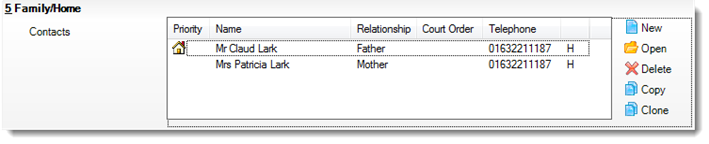 5 Family/Home
Contacts
Priority Name Relationship Court Order Telephone
Mr Claud Lark Father 01632211187 H
Mrs Patricia Lark Mother 01632211187 H
New
Open
Delete
Copy
Clone